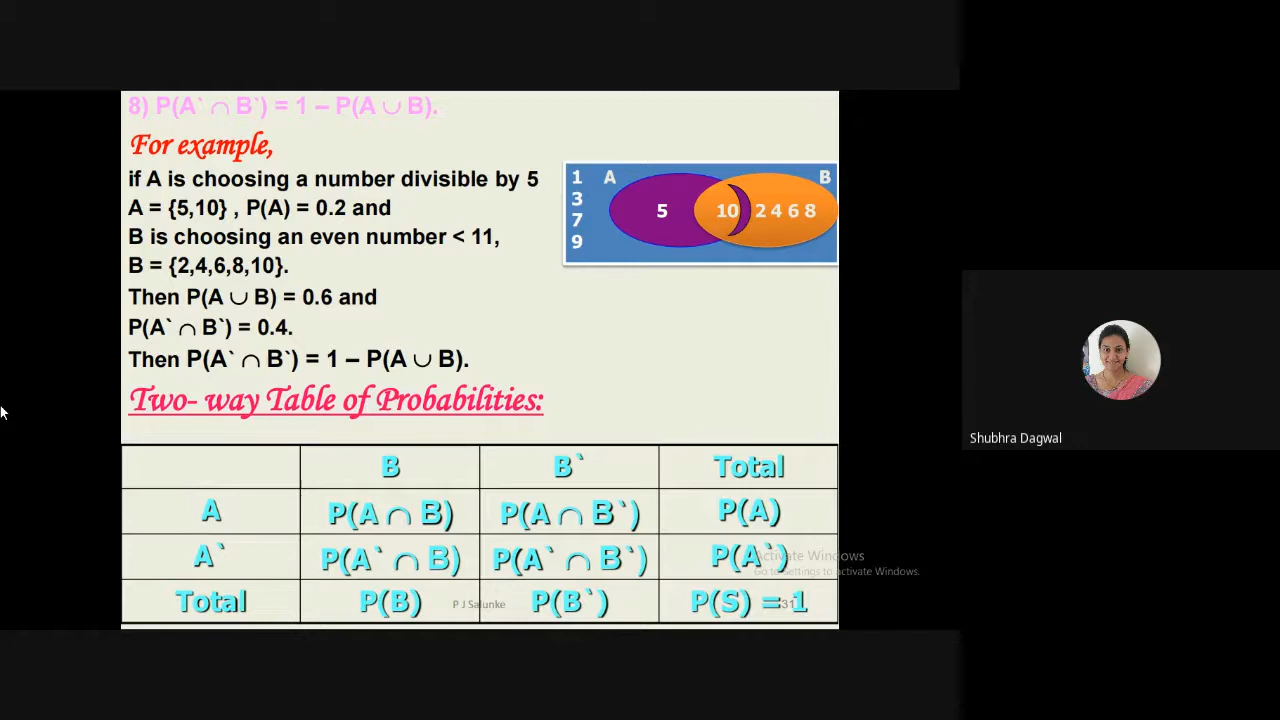 8) P(A` ∩ B`) = 1 – P(A ∪ B).
For example,
if A is choosing a number divisible by 5
A = {5,10} , P(A) = 0.2 and
B is choosing an even number < 11,
B = {2,4,6,8,10}.
Then P(A ∪ B) = 0.6 and
P(A` ∩ B`) = 0.4.
Then P(A` ∩ B`) = 1 – P(A ∪ B).
1 A B
3
5 10 2 4 6 8
7
9
Two- way Table of Probabilities:
B B` Total
A P(A ∩ B) P(A ∩ B`) P(A)
A` P(A` ∩ B) P(A` ∩ B`) P(A`)
Total P(B) P(B`) P(S) = 1
P J Salunke 31
Activate Windows
Go to Settings to activate Windows.
Shubhra Dagwal